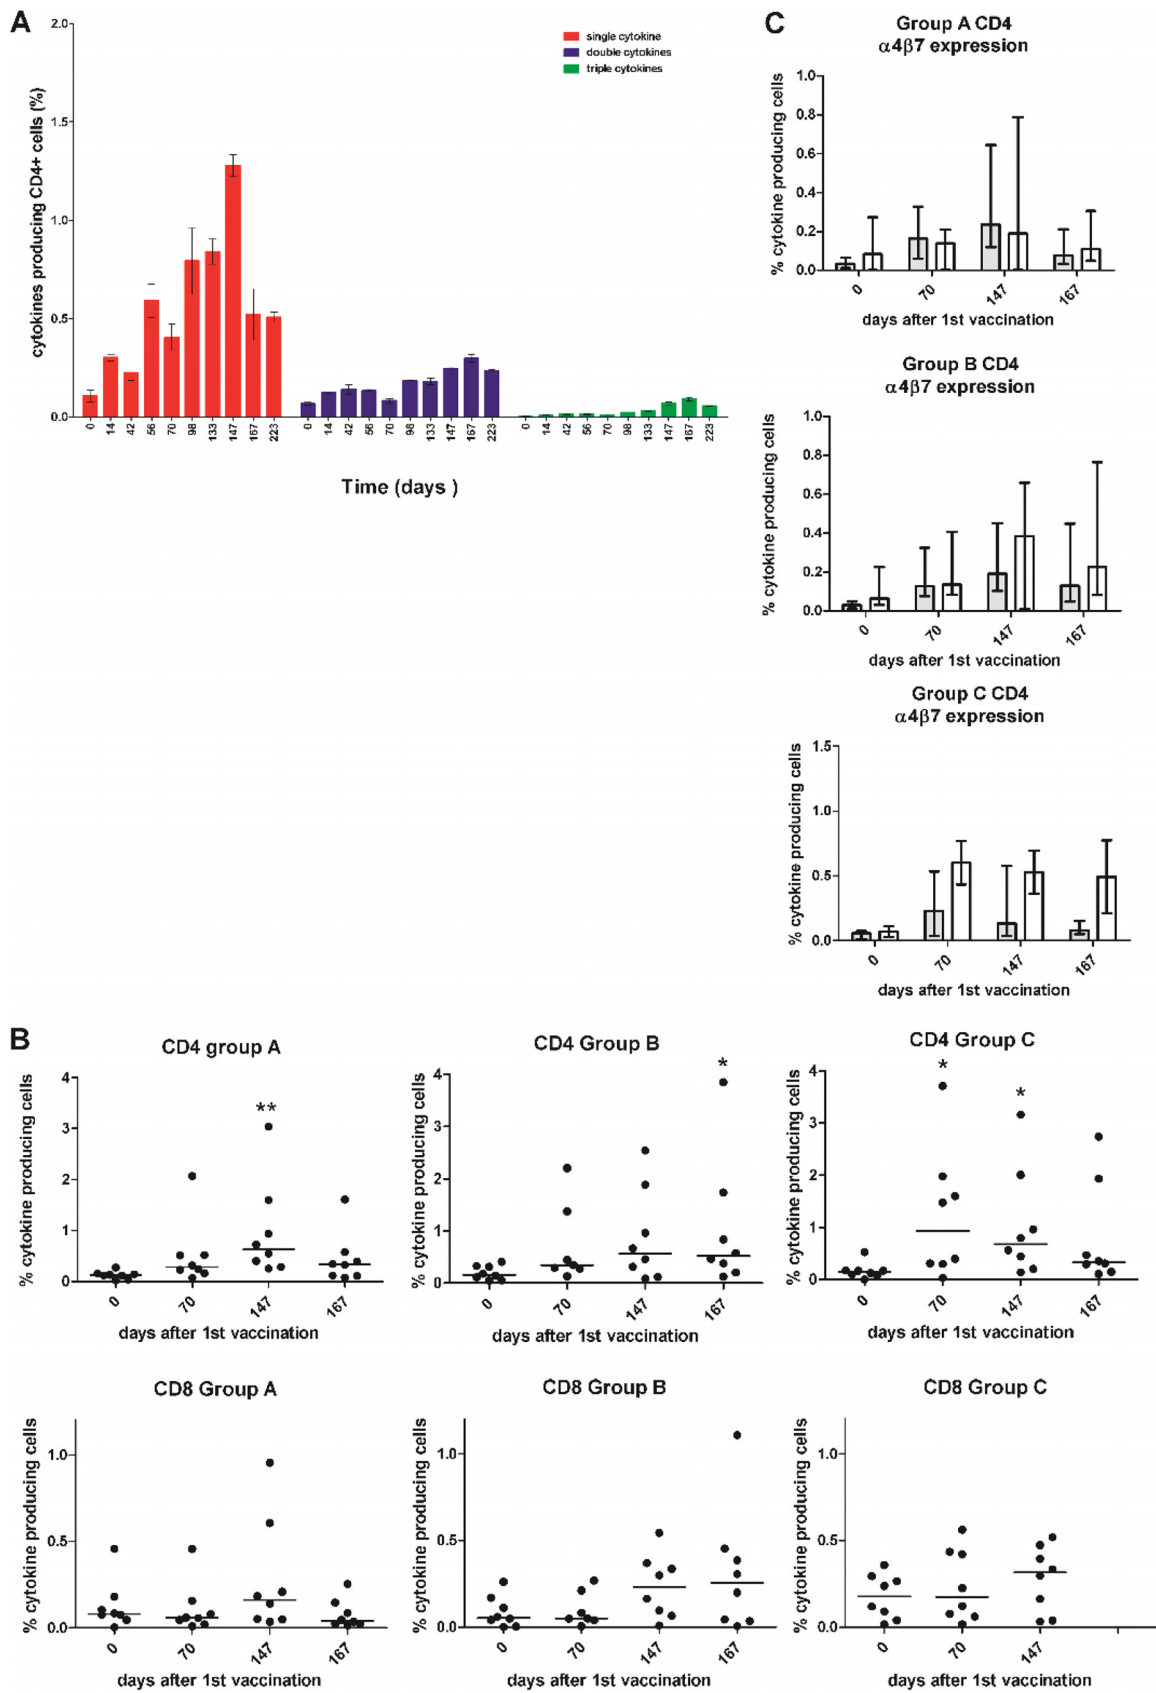 A
2.0
1.5
1.0
0.5
0.0
cytokines producing CD4+ cells (%)
single cytokine
double cytokines
triple cytokines
0 14 42 56 70 98 133 147 167 223
0 14 42 56 70 98 133 147 167 223
0 14 42 56 70 98 133 147 167 223
Time (days )
C
Group A CD4
α4β7 expression
% cytokine producing cells
1.0
0.8
0.6
0.4
0.2
0.0
0 70 147 167
days after 1st vaccination
Group B CD4
α4β7 expression
% cytokine producing cells
1.0
0.8
0.6
0.4
0.2
0.0
0 70 147 167
days after 1st vaccination
Group C CD4
α4β7 expression
% cytokine producing cells
1.5
1.0
0.5
0.0
0 70 147 167
days after 1st vaccination
B
CD4 group A
% cytokine producing cells
4
3
2
1
0
**
0 70 147 167
days after 1st vaccination
CD4 Group B
% cytokine producing cells
4
3
2
1
0
*
0 70 147 167
days after 1st vaccination
CD4 Group C
% cytokine producing cells
4
3
2
1
0
* *
0 70 147 167
days after 1st vaccination
CD8 Group A
% cytokine producing cells
1.0
0.5
0.0
0 70 147 167
days after 1st vaccination
CD8 Group B
% cytokine producing cells
1.0
0.5
0.0
0 70 147 167
days after 1st vaccination
CD8 Group C
% cytokine producing cells
1.0
0.5
0.0
0 70 147
days after 1st vaccination